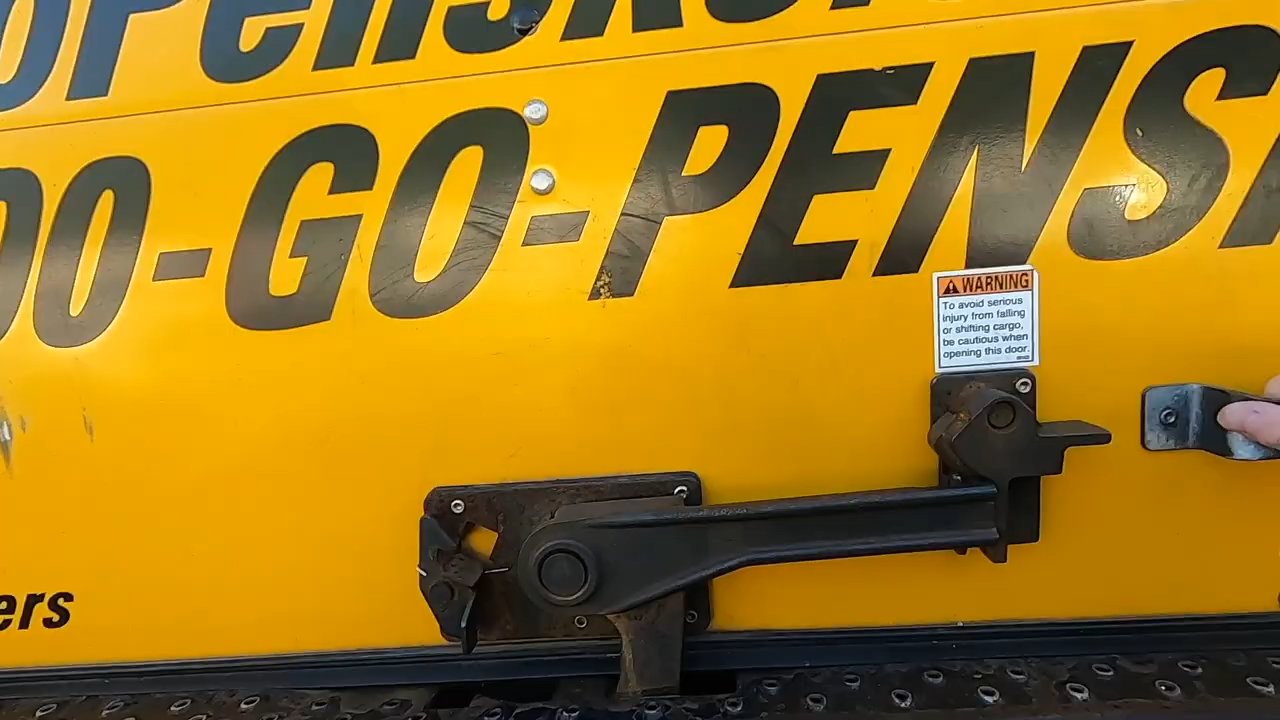 00-GO-PENS
WARNING
To avoid serious
injury from falling
or shifting cargo,
be cautious when
opening this door.
ers